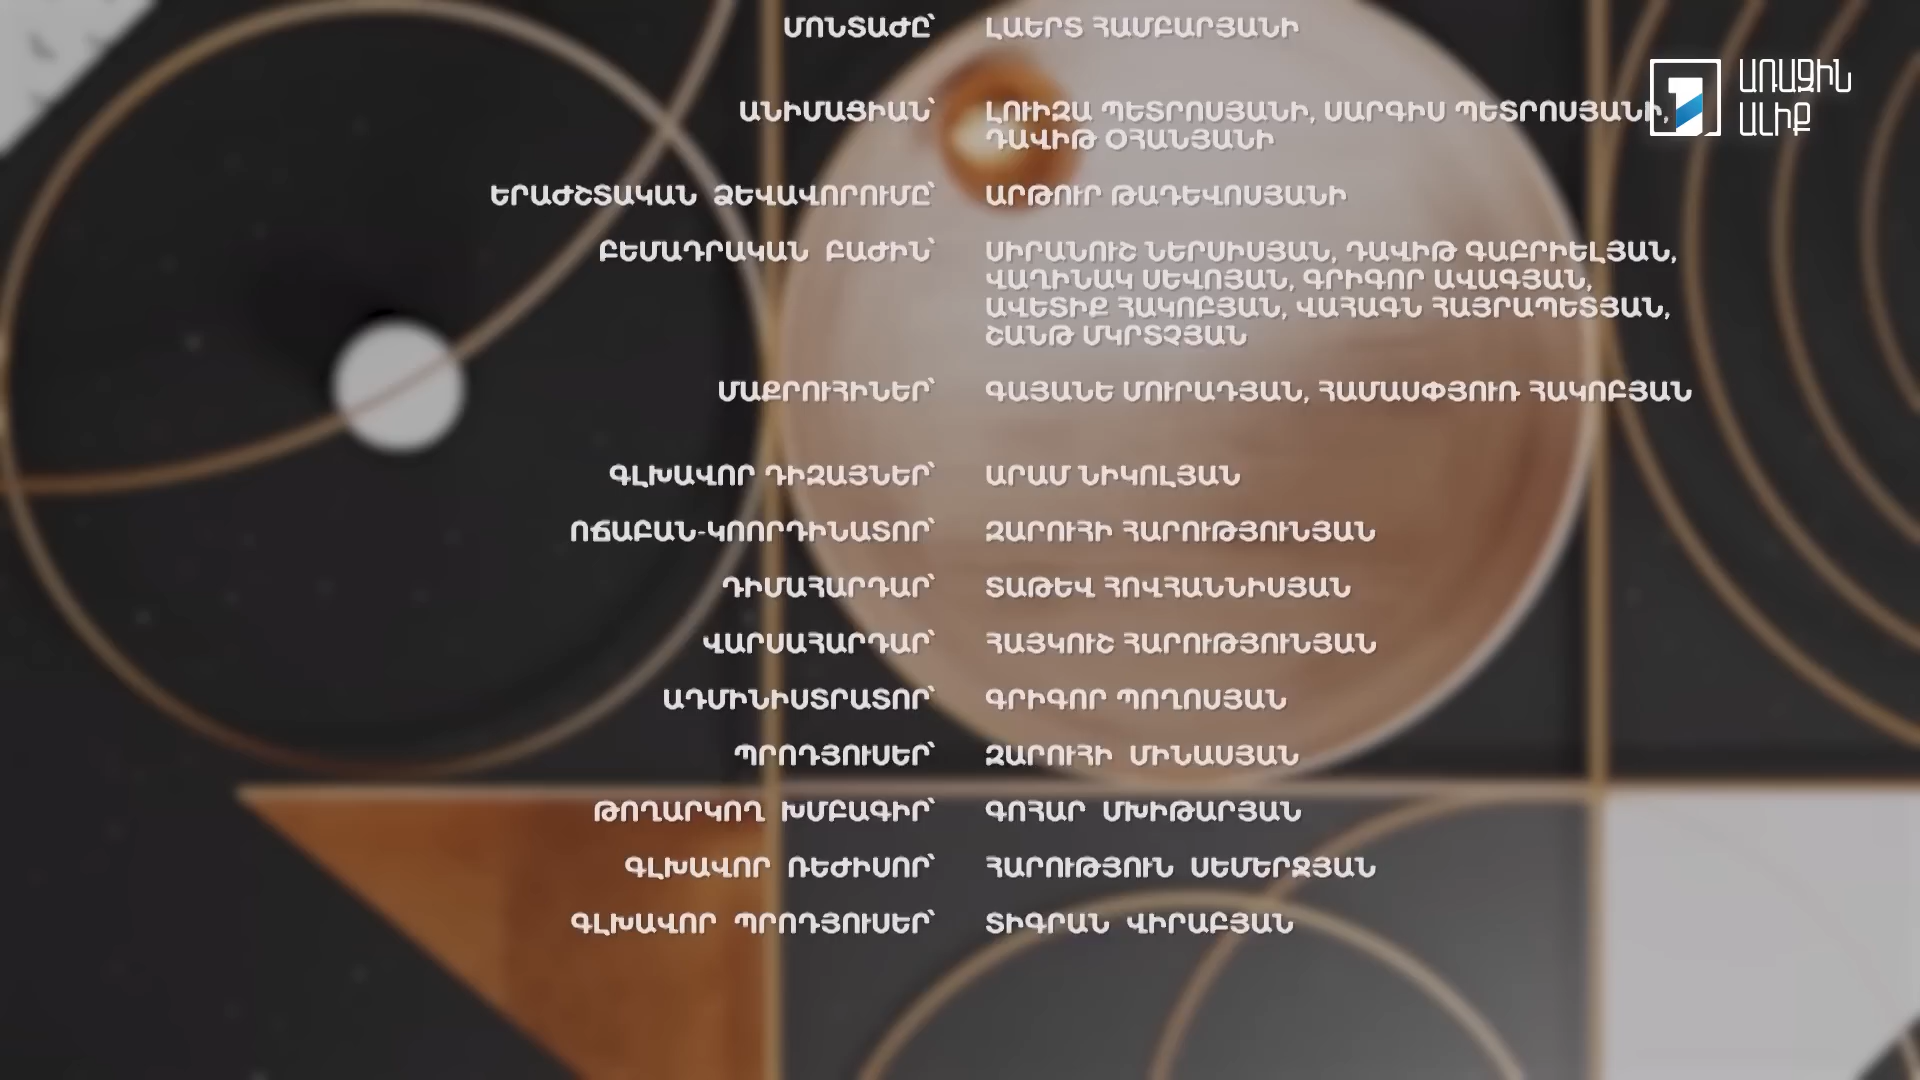 ՄՈՆՏԱԺԸ՝ ԼԱԵՐՏ ՀԱՄԲԱՐՅԱՆԻ
ԱՌԱՋԻՆ
ԱԼԻՔ
ԱՆԻՄԱՑԻԱՆ՝ ԼՈՒԻԶԱ ՊԵՏՐՈՍՅԱՆԻ, ՍԱՐԳԻՍ ՊԵՏՐՈՍՅԱՆԻ,
ԴԱՎԻԹ ՕՀԱՆՅԱՆԻ
ԵՐԱԺՇՏԱԿԱՆ ՁԵՎԱՎՈՐՈՒՄԸ՝ ԱՐԹՈՒՐ ԹԱԴԵՎՈՍՅԱՆԻ
ԲԵՄԱԴՐԱԿԱՆ ԲԱԺԻՆ՝ ՍԻՐԱՆՈՒՇ ՆԵՐՍԻՍՅԱՆ, ԴԱՎԻԹ ԳԱԲՐԻԵԼՅԱՆ,
ՎԱՂԻՆԱԿ ՍԵՎՈՅԱՆ, ԳՐԻԳՈՐ ԱՎԱԳՅԱՆ,
ԱՎԵՏԻՔ ՀԱԿՈԲՅԱՆ, ՎԱՀԱԳՆ ՀԱՅՐԱՊԵՏՅԱՆ,
ՇԱՆԹ ՄԿՐՏՉՅԱՆ
ՄԱՔՐՈՒՀԻՆԵՐ՝ ԳԱՅԱՆԵ ՄՈՒՐԱԴՅԱՆ, ՀԱՄԱՍՓՅՈՒՌ ՀԱԿՈԲՅԱՆ
ԳԼԽԱՎՈՐ ԴԻԶԱՅՆԵՐ՝ ԱՐԱՄ ՆԻԿՈԼՅԱՆ
ՈՃԱԲԱՆ-ԿՈՈՐԴԻՆԱՏՈՐ՝ ԶԱՐՈՒՀԻ ՀԱՐՈՒԹՅՈՒՆՅԱՆ
ԴԻՄԱՀԱՐԴԱՐ՝ ՏԱԹԵՎ ՀՈՎՀԱՆՆԻՍՅԱՆ
ՎԱՐՍԱՀԱՐԴԱՐ՝ ՀԱՅԿՈՒՇ ՀԱՐՈՒԹՅՈՒՆՅԱՆ
ԱԴՄԻՆԻՍՏՐԱՏՈՐ՝ ԳՐԻԳՈՐ ՊՈՂՈՍՅԱՆ
ՊՐՈԴՅՈՒՍԵՐ՝ ԶԱՐՈՒՀԻ ՄԻՆԱՍՅԱՆ
ԹՈՂԱՐԿՈՂ ԽՄԲԱԳԻՐ՝ ԳՈՀԱՐ ՄԽԻԹԱՐՅԱՆ
ԳԼԽԱՎՈՐ ՌԵԺԻՍՈՐ՝ ՀԱՐՈՒԹՅՈՒՆ ՍԵՄԵՐՋՅԱՆ
ԳԼԽԱՎՈՐ ՊՐՈԴՅՈՒՍԵՐ՝ ՏԻԳՐԱՆ ՎԻՐԱԲՅԱՆ